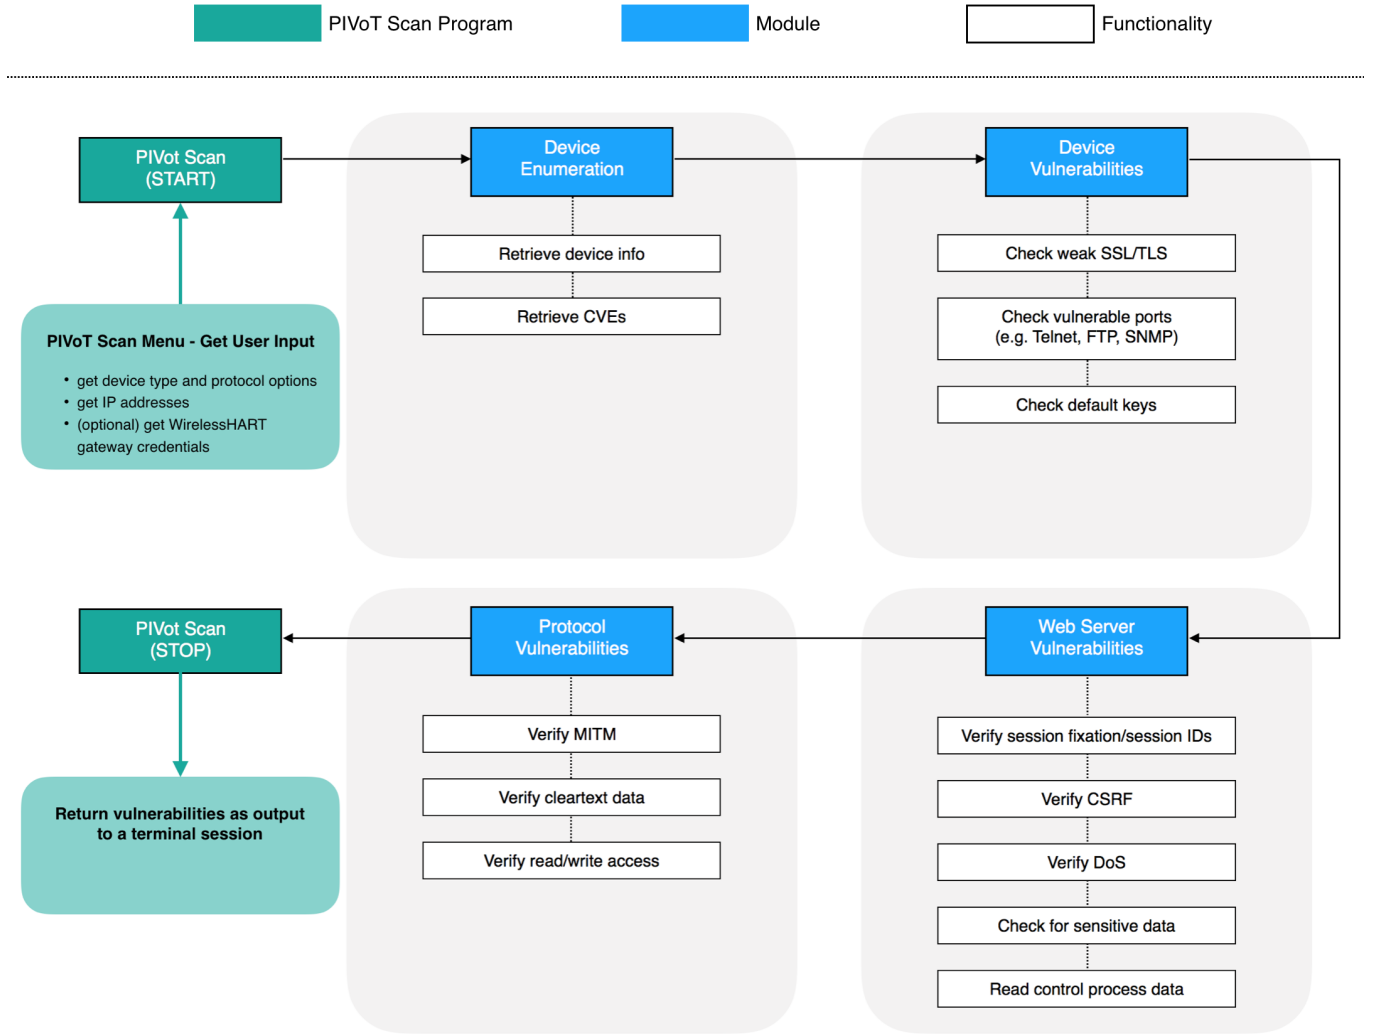 PIVoT Scan Program
Module
Functionality
PIVot Scan
(START)
Device
Enumeration
Retrieve device info
Retrieve CVEs
Device
Vulnerabilities
Check weak SSL/TLS
Check vulnerable ports
(e.g. Telnet, FTP, SNMP)
Check default keys
PIVoT Scan Menu - Get User Input
• get device type and protocol options
• get IP addresses
• (optional) get WirelessHART
gateway credentials
PIVot Scan
(STOP)
Return vulnerabilities as output
to a terminal session
Protocol
Vulnerabilities
Verify MITM
Verify cleartext data
Verify read/write access
Web Server
Vulnerabilities
Verify session fixation/session IDs
Verify CSRF
Verify DoS
Check for sensitive data
Read control process data